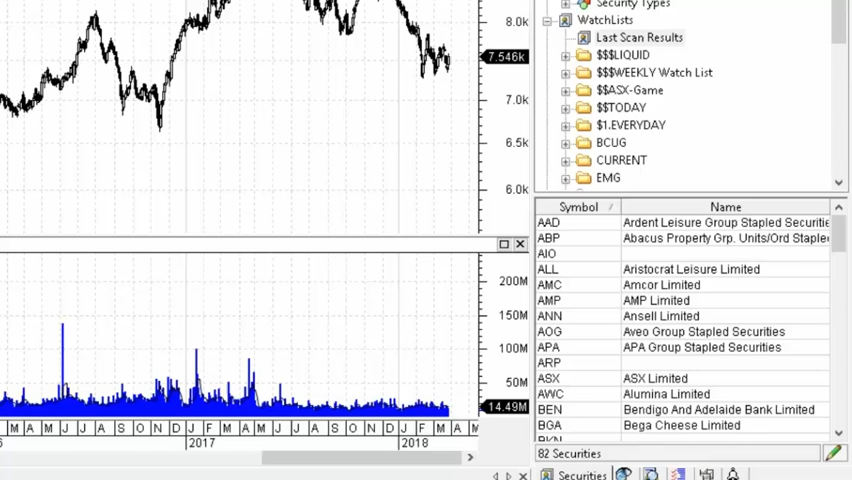 Security Types
WatchLists
Last Scan Results
$$$LIQUID
$$$WEEKLY Watch List
$$ASX-Game
$$TODAY
$1.EVERYDAY
BCUG
CURRENT
EMG
8.0k
7.546k
7.0k
6.5k
6.0k
Symbol / Name
AAD Ardent Leisure Group Stapled Securitie
ABP Abacus Property Grp. Units/Ord Staple
AIO
ALL Aristocrat Leisure Limited
AMC Amcor Limited
AMP AMP Limited
ANN Ansell Limited
AOG Aveo Group Stapled Securities
APA APA Group Stapled Securities
ARP
ASX ASX Limited
AWC Alumina Limited
BEN Bendigo And Adelaide Bank Limited
BGA Bega Cheese Limited
BKN
82 Securities
Securities
200M
150M
100M
50M
14.49M
M A M J J A S O N D J F M A M J J A S O N D J F M A M
2017 2018